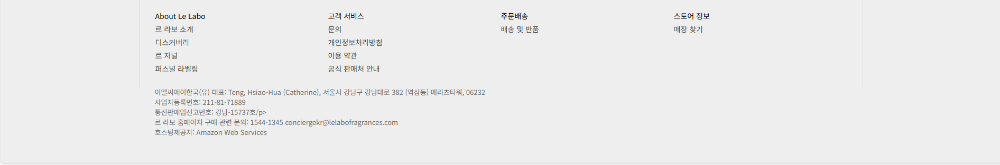 About Le Labo
르 라보 소개
디스커버리
르 저널
퍼스널 라벨링
고객 서비스
문의
개인정보처리방침
이용 약관
공식 판매처 안내
주문배송
배송 및 반품
스토어 정보
매장 찾기
이엘씨에이한국(유) 대표: Teng, Hsiao-Hua (Catherine), 서울시 강남구 강남대로 382 (역삼동) 메리츠타워, 06232
사업자등록번호: 211-81-71889
통신판매업신고번호: 강남-15737호/p>
르 라보 홈페이지 구매 관련 문의: 1544-1345 conciergekr@lelabofragrances.com
호스팅제공자: Amazon Web Services